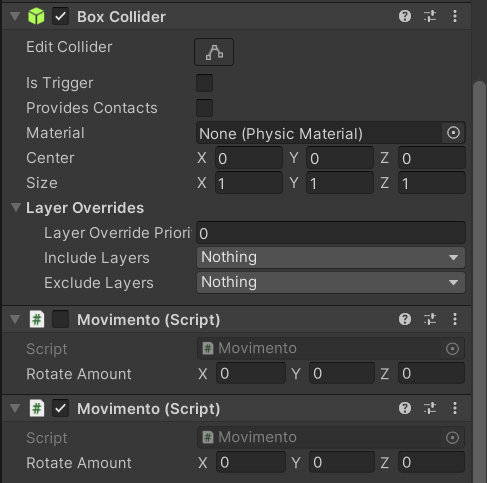 Box Collider
Edit Collider
Is Trigger
Provides Contacts
Material None (Physic Material)
Center X 0 Y 0 Z 0
Size X 1 Y 1 Z 1
Layer Overrides
Layer Override Priori 0
Include Layers Nothing
Exclude Layers Nothing
# Movimento (Script)
Script # Movimento
Rotate Amount X 0 Y 0 Z 0
# Movimento (Script)
Script # Movimento
Rotate Amount X 0 Y 0 Z 0